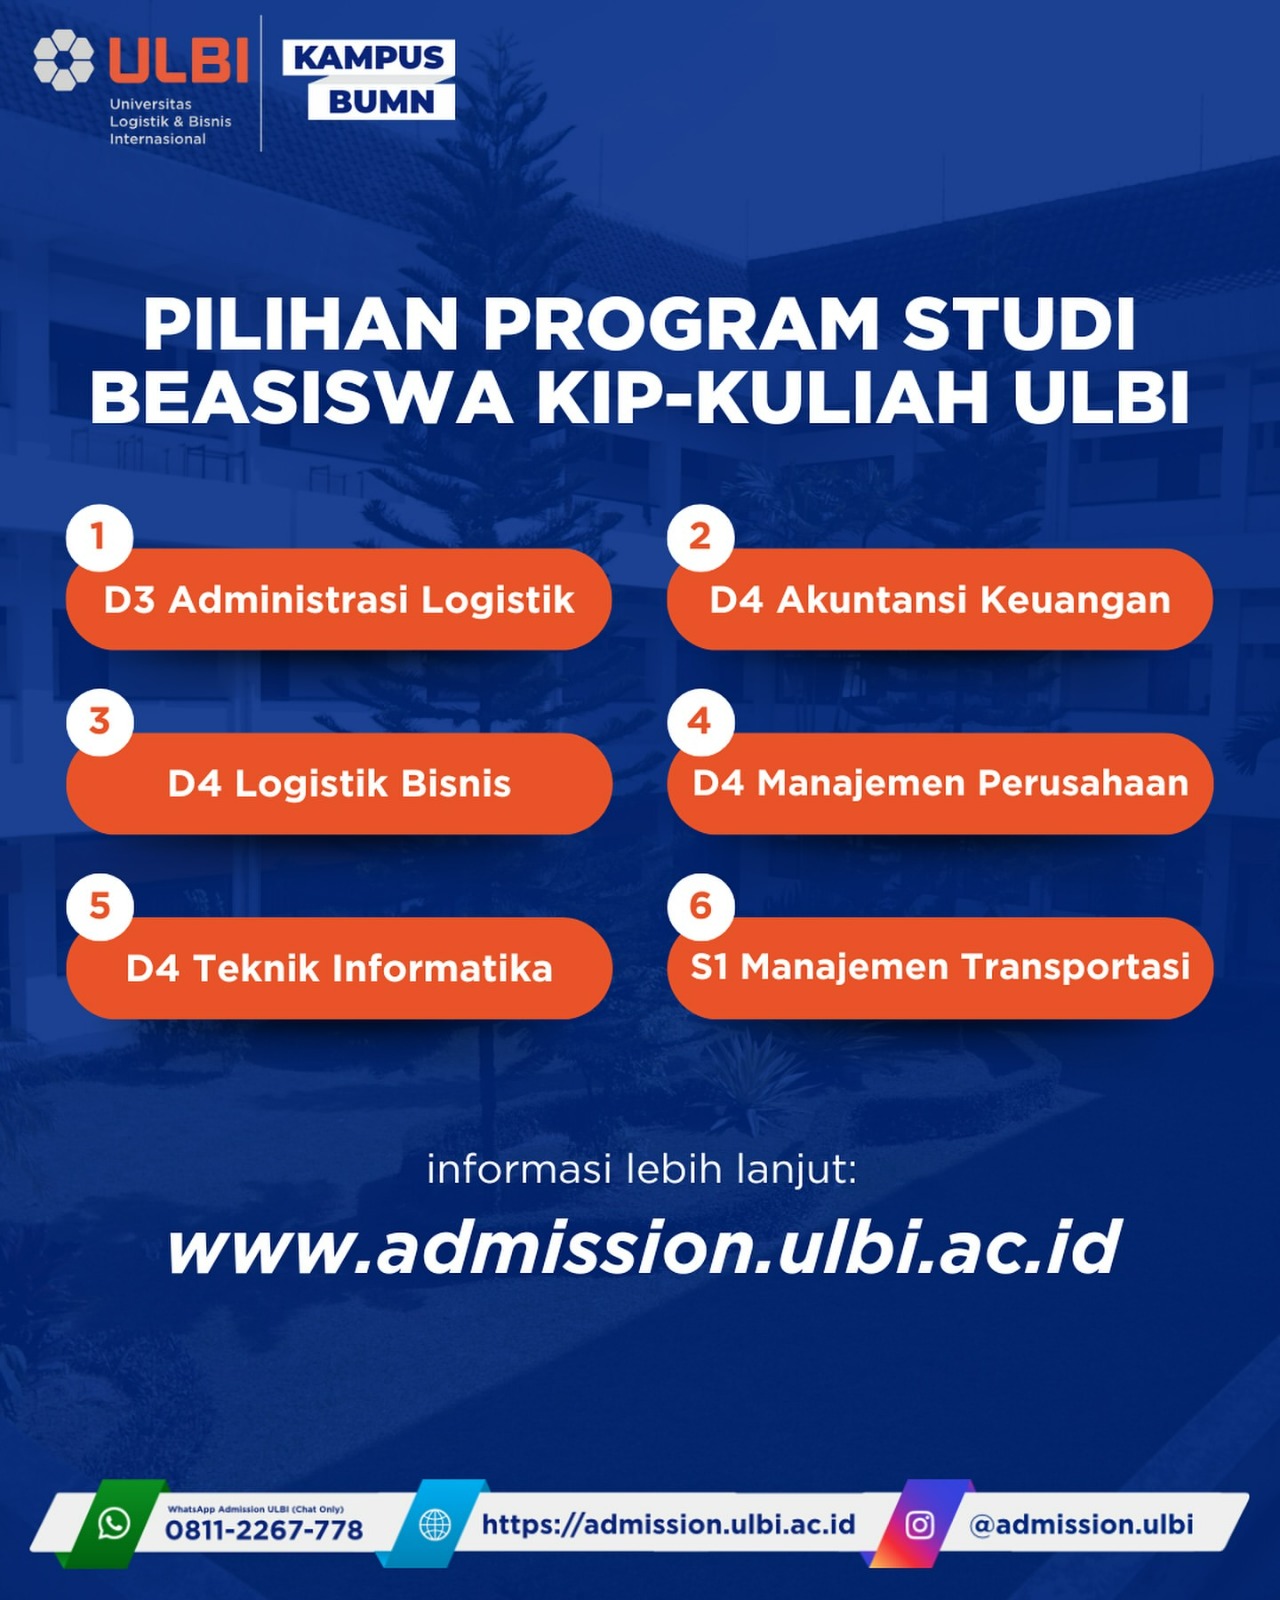 ULBI
Universitas
Logistik & Bisnis
Internasional
KAMPUS
BUMN
PILIHAN PROGRAM STUDI
BEASISWA KIP-KULIAH ULBI
1
D3 Administrasi Logistik
2
D4 Akuntansi Keuangan
3
D4 Logistik Bisnis
4
D4 Manajemen Perusahaan
5
D4 Teknik Informatika
6
S1 Manajemen Transportasi
informasi lebih lanjut:
www.admission.ulbi.ac.id
WhatsApp Admission ULBI (Chat Only)
0811-2267-778
https://admission.ulbi.ac.id
@admission.ulbi